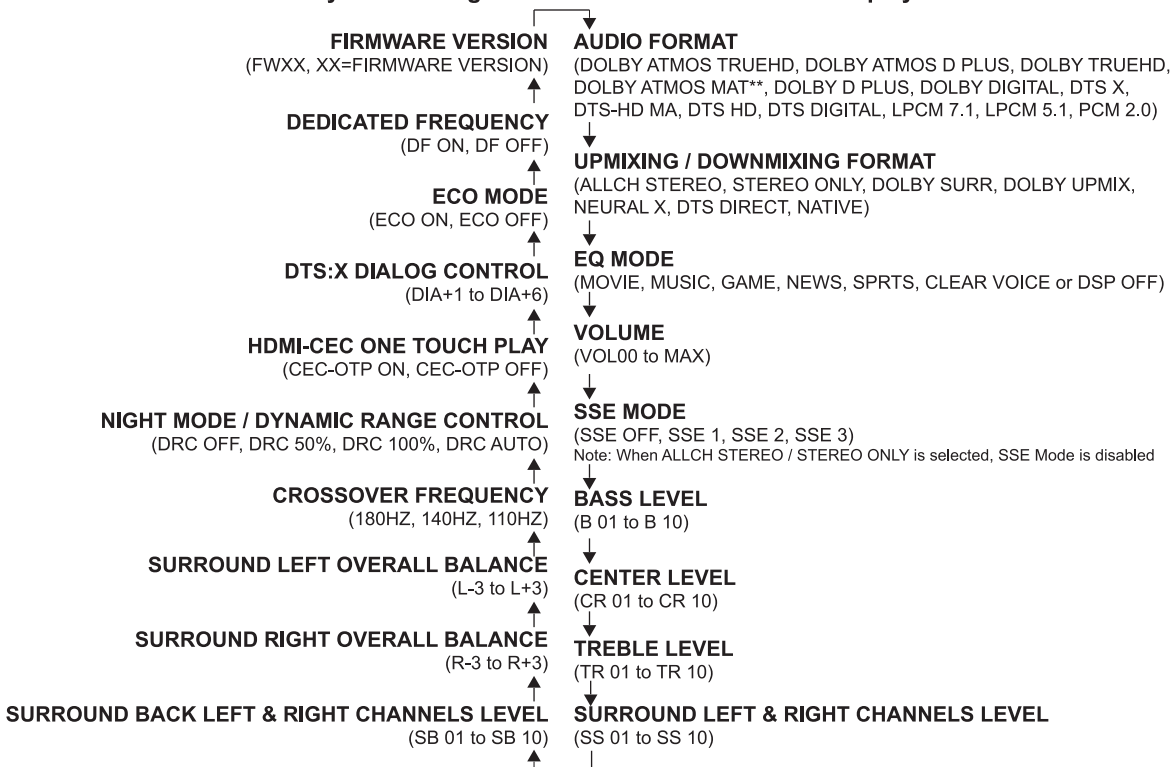 FIRMWARE VERSION
(FWXX, XX=FIRMWARE VERSION)
DEDICATED FREQUENCY
(DF ON, DF OFF)
ECO MODE
(ECO ON, ECO OFF)
DTS:X DIALOG CONTROL
(DIA+1 to DIA+6)
HDMI-CEC ONE TOUCH PLAY
(CEC-OTP ON, CEC-OTP OFF)
NIGHT MODE / DYNAMIC RANGE CONTROL
(DRC OFF, DRC 50%, DRC 100%, DRC AUTO)
CROSSOVER FREQUENCY
(180HZ, 140HZ, 110HZ)
SURROUND LEFT OVERALL BALANCE
(L-3 to L+3)
SURROUND RIGHT OVERALL BALANCE
(R-3 to R+3)
SURROUND BACK LEFT & RIGHT CHANNELS LEVEL
(SB 01 to SB 10)
AUDIO FORMAT
(DOLBY ATMOS TRUEHD, DOLBY ATMOS D PLUS, DOLBY TRUEHD,
DOLBY ATMOS MAT**, DOLBY D PLUS, DOLBY DIGITAL, DTS X,
DTS-HD MA, DTS HD, DTS DIGITAL, LPCM 7.1, LPCM 5.1, PCM 2.0)
UPMIXING / DOWNMIXING FORMAT
(ALLCH STEREO, STEREO ONLY, DOLBY SURR, DOLBY UPMIX,
NEURAL X, DTS DIRECT, NATIVE)
EQ MODE
(MOVIE, MUSIC, GAME, NEWS, SPRTS, CLEAR VOICE or DSP OFF)
VOLUME
(VOL00 to MAX)
SSE MODE
(SSE OFF, SSE 1, SSE 2, SSE 3)
Note: When ALLCH STEREO / STEREO ONLY is selected, SSE Mode is disabled
BASS LEVEL
(B 01 to B 10)
CENTER LEVEL
(CR 01 to CR 10)
TREBLE LEVEL
(TR 01 to TR 10)
SURROUND LEFT & RIGHT CHANNELS LEVEL
(SS 01 to SS 10)